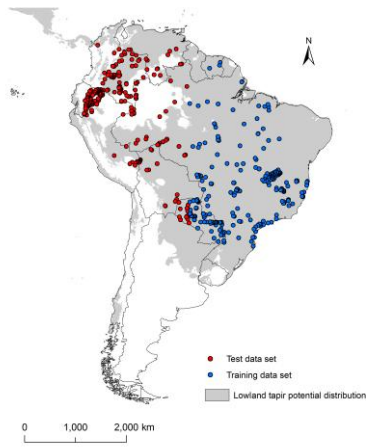 N
Test data set
Training data set
Lowland tapir potential distribution
0 1,000 2,000 km